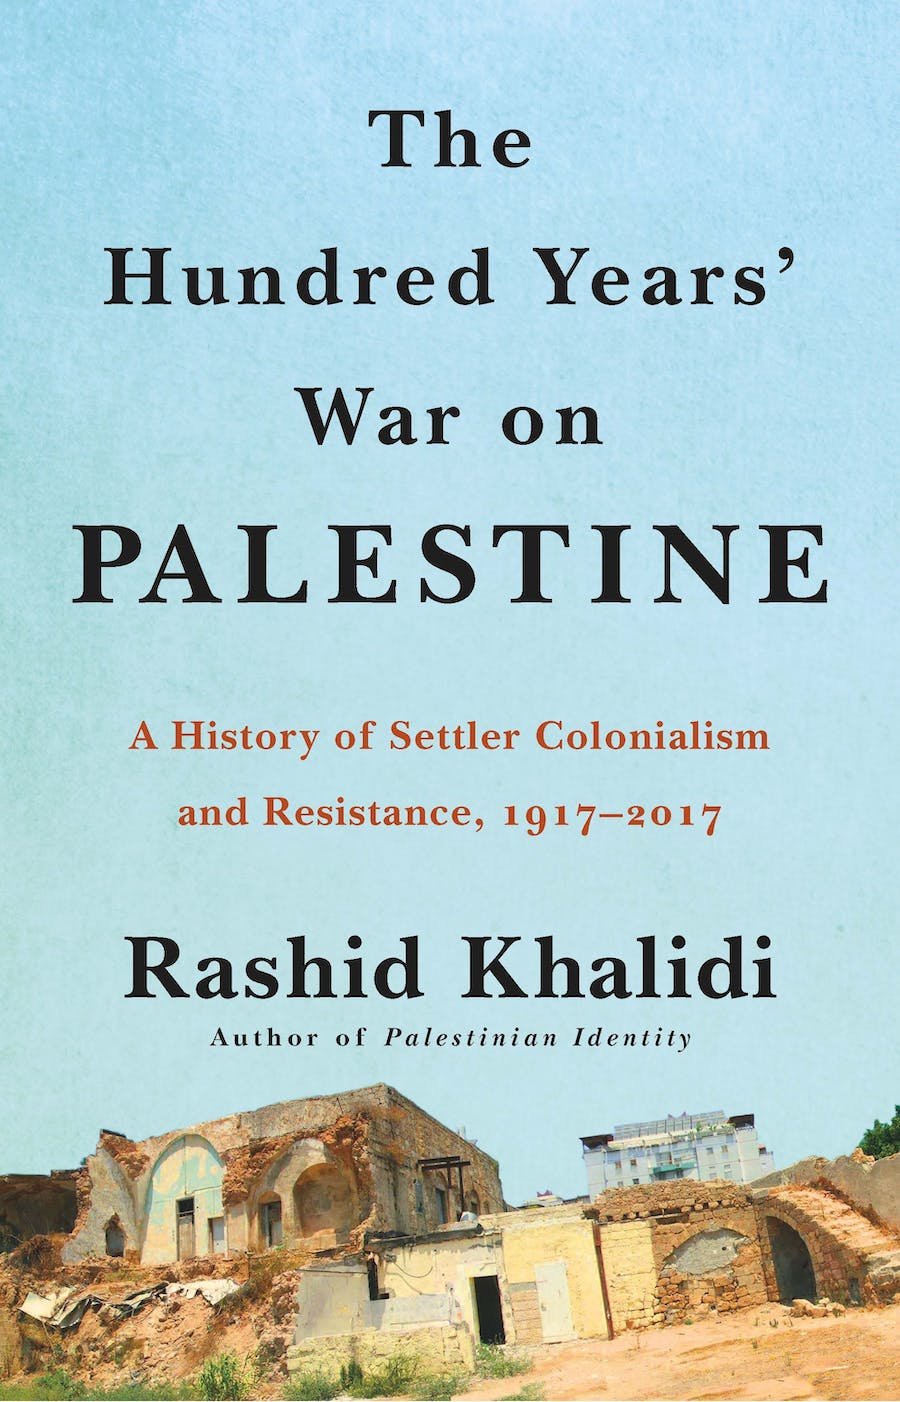 The
Hundred Years’
War on
PALESTINE
A History of Settler Colonialism
and Resistance, 1917–2017
Rashid Khalidi
Author of Palestinian Identity